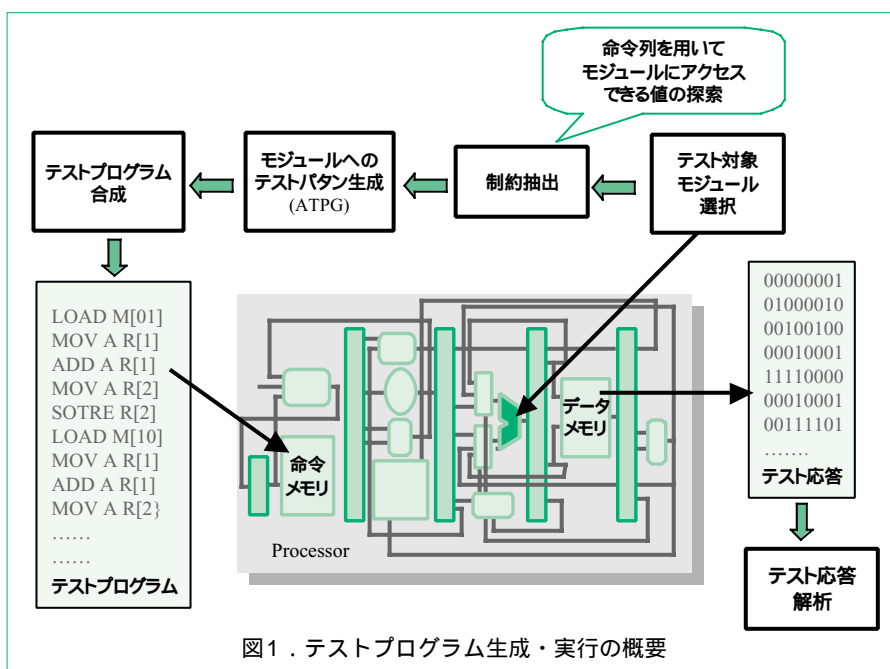 命令列を用いて
モジュールにアクセス
できる値の探索
テストプログラム
合成
モジュールへの
テストパタン生成
(ATPG)
制約抽出
テスト対象
モジュール
選択
LOAD M[01]
MOV A R[1]
ADD A R[1]
MOV A R[2]
SOTRE R[2]
LOAD M[10]
MOV A R[1]
ADD A R[1]
MOV A R[2}
……
……
テストプログラム
命令
メモリ
データ
メモリ
Processor
00000001
01000010
00100100
00010001
11110000
00010001
00111101
…….
テスト応答
テスト応答
解析
図1．テストプログラム生成・実行の概要